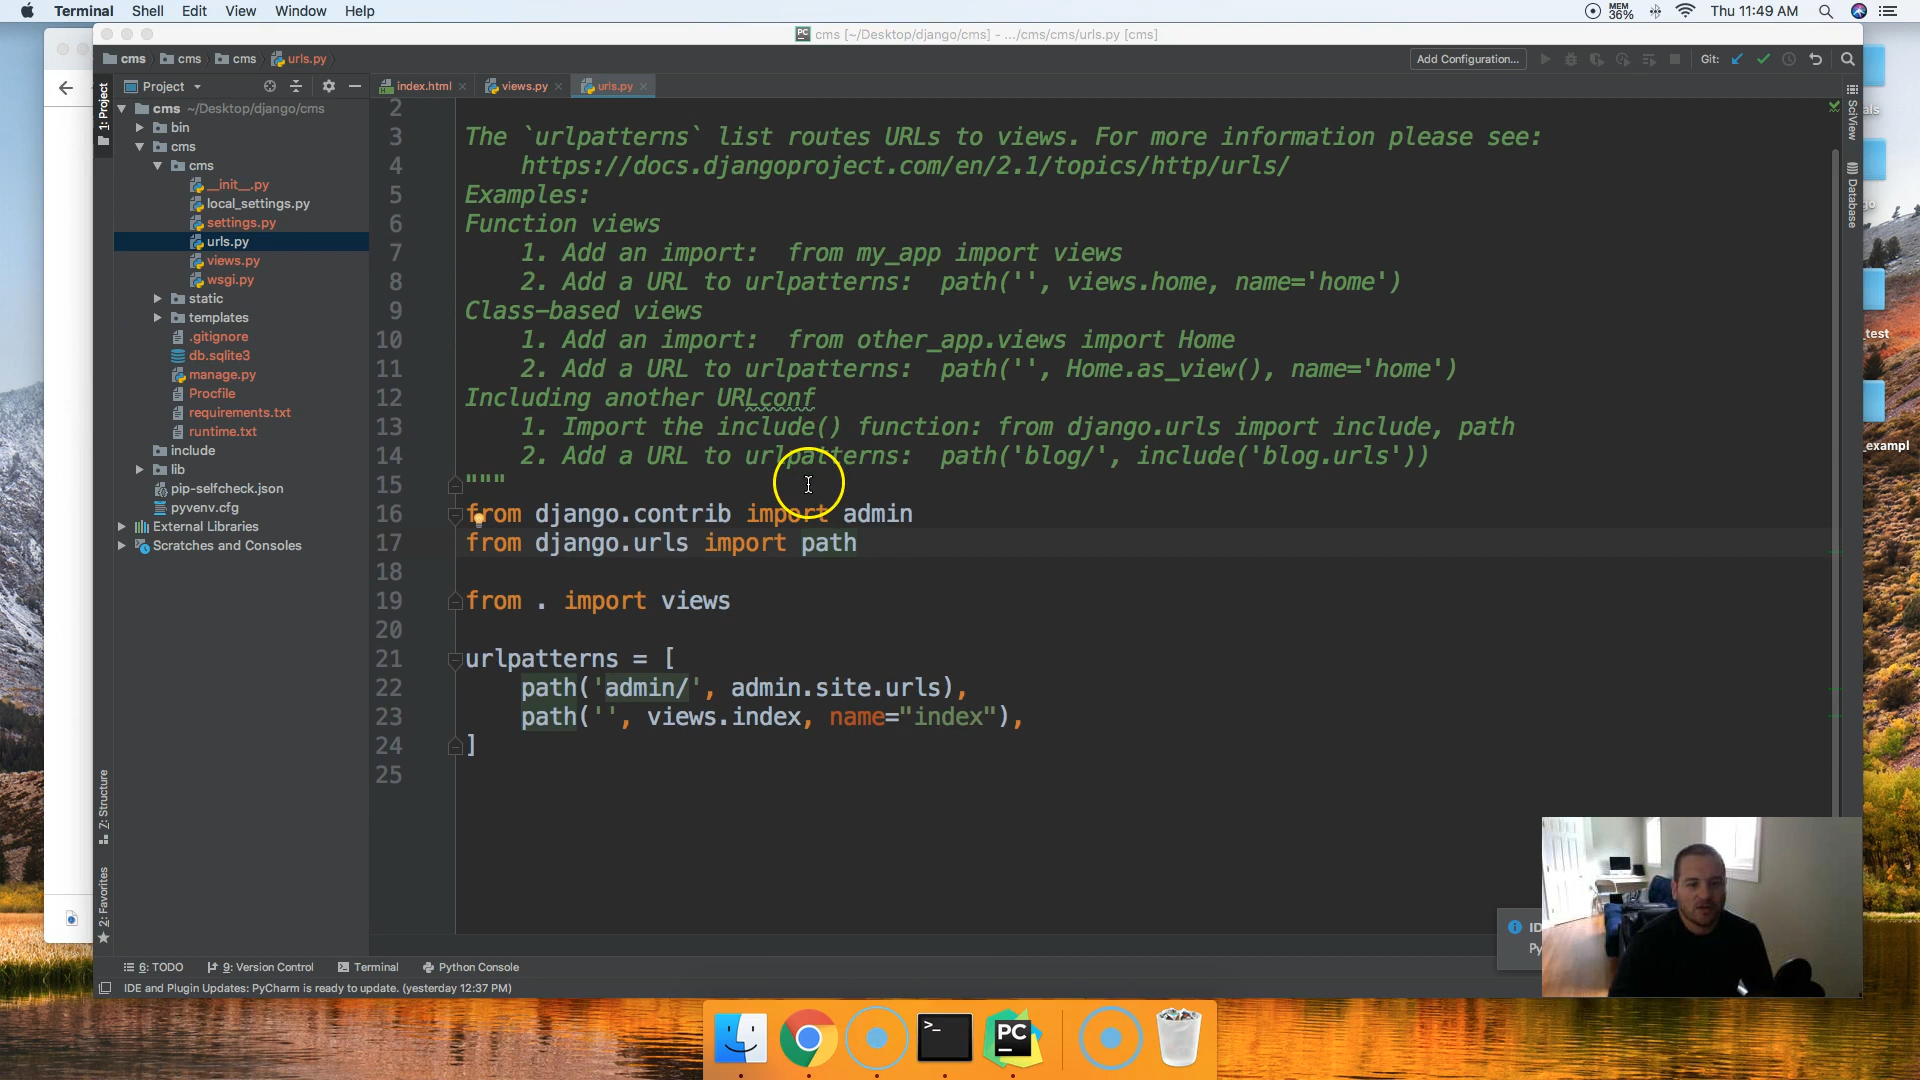 Terminal Shell Edit View Window Help
MEM 36% Thu 11:49 AM
cms [~/Desktop/django/cms] - .../cms/cms/urls.py [cms]
cms cms cms urls.py
Add Configuration... Git:
1: Project
Project
index.html views.py urls.py
cms ~/Desktop/django/cms
bin
cms
cms
__init__.py
local_settings.py
settings.py
urls.py
views.py
wsgi.py
static
templates
.gitignore
db.sqlite3
manage.py
Procfile
requirements.txt
runtime.txt
include
lib
pip-selfcheck.json
pyvenv.cfg
External Libraries
Scratches and Consoles
2
3 The `urlpatterns` list routes URLs to views. For more information please see:
4 https://docs.djangoproject.com/en/2.1/topics/http/urls/
5 Examples:
6 Function views
7 1. Add an import:  from my_app import views
8 2. Add a URL to urlpatterns:  path('', views.home, name='home')
9 Class-based views
10 1. Add an import:  from other_app.views import Home
11 2. Add a URL to urlpatterns:  path('', Home.as_view(), name='home')
12 Including another URLconf
13 1. Import the include() function: from django.urls import include, path
14 2. Add a URL to urlpatterns:  path('blog/', include('blog.urls'))
15 """
16 from django.contrib import admin
17 from django.urls import path
18
19 from . import views
20
21 urlpatterns = [
22 path('admin/', admin.site.urls),
23 path('', views.index, name="index"),
24 ]
25
SciView
Database
als
go
_test
_exampl
Z: Structure
2: Favorites
ID
Py
6: TODO 9: Version Control Terminal Python Console
IDE and Plugin Updates: PyCharm is ready to update. (yesterday 12:37 PM)
>_
PC